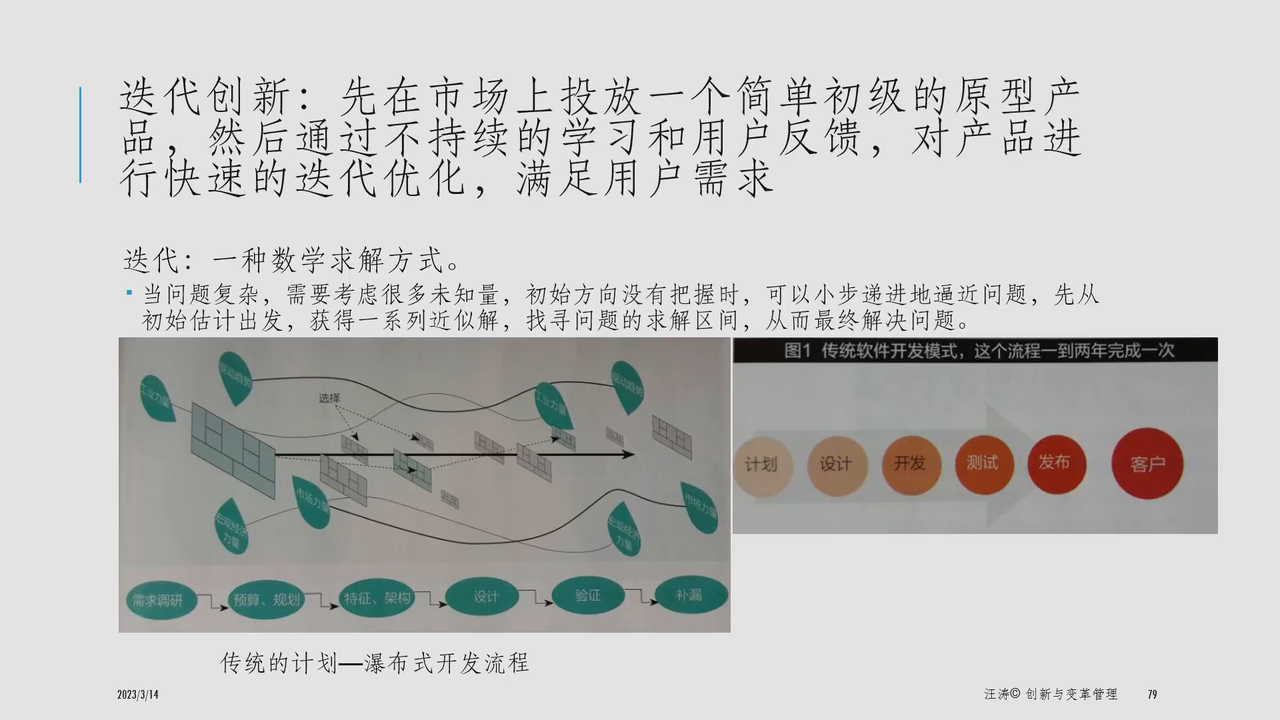 迭代创新：先在市场上投放一个简单初级的原型产
品，然后通过不持续的学习和用户反馈，对产品进
行快速的迭代优化，满足用户需求
迭代：一种数学求解方式。
当问题复杂，需要考虑很多未知量，初始方向没有把握时，可以小步递进地逼近问题，先从
初始估计出发，获得一系列近似解，找寻问题的求解区间，从而最终解决问题。
工业力量
驱动趋势
选择
工业力量
驱动趋势
宏观经济
力量
市场力量
宏观经济
力量
市场力量
需求调研
预算、规划
特征、架构
设计
验证
补漏
图1 传统软件开发模式，这个流程一到两年完成一次
计划
设计
开发
测试
发布
客户
传统的计划—瀑布式开发流程
2023/3/14
汪涛© 创新与变革管理
79